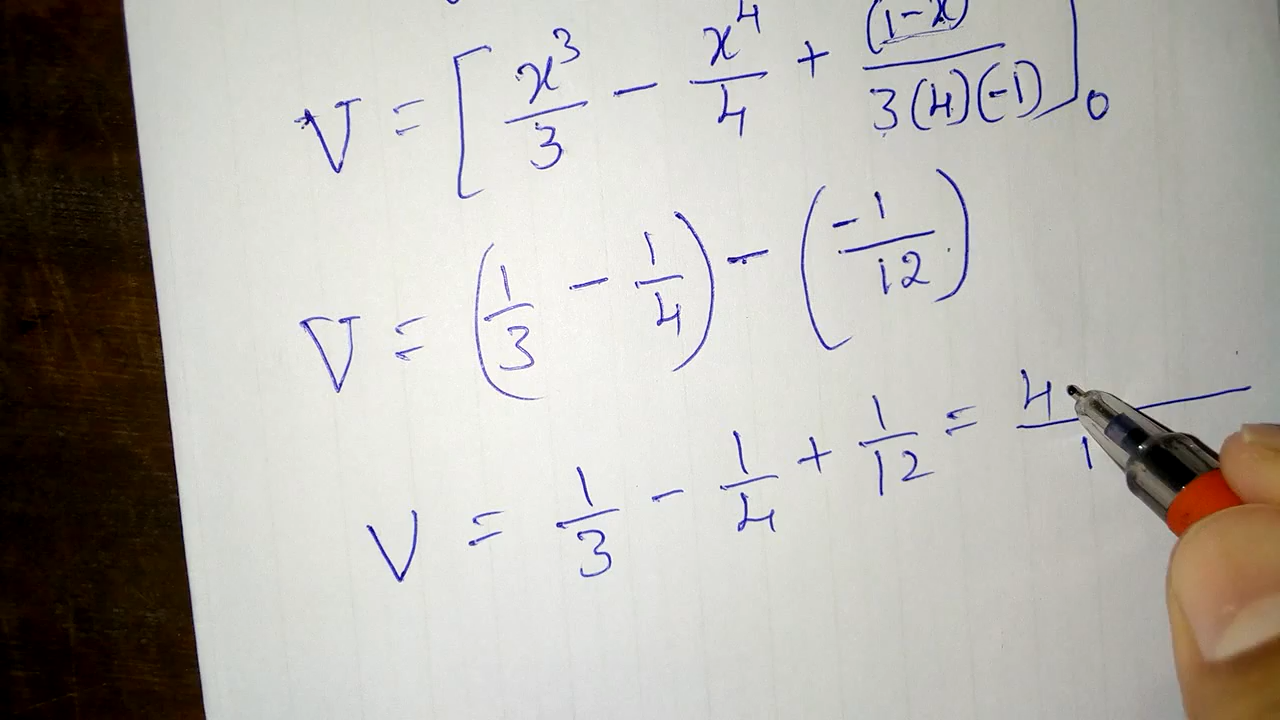 V = [x³/3 - x⁴/4 + (1-x)/3(4)(-1)]₀
V = (1/3 - 1/4) - (-1/12)
V = 1/3 - 1/4 + 1/12 = 4/1